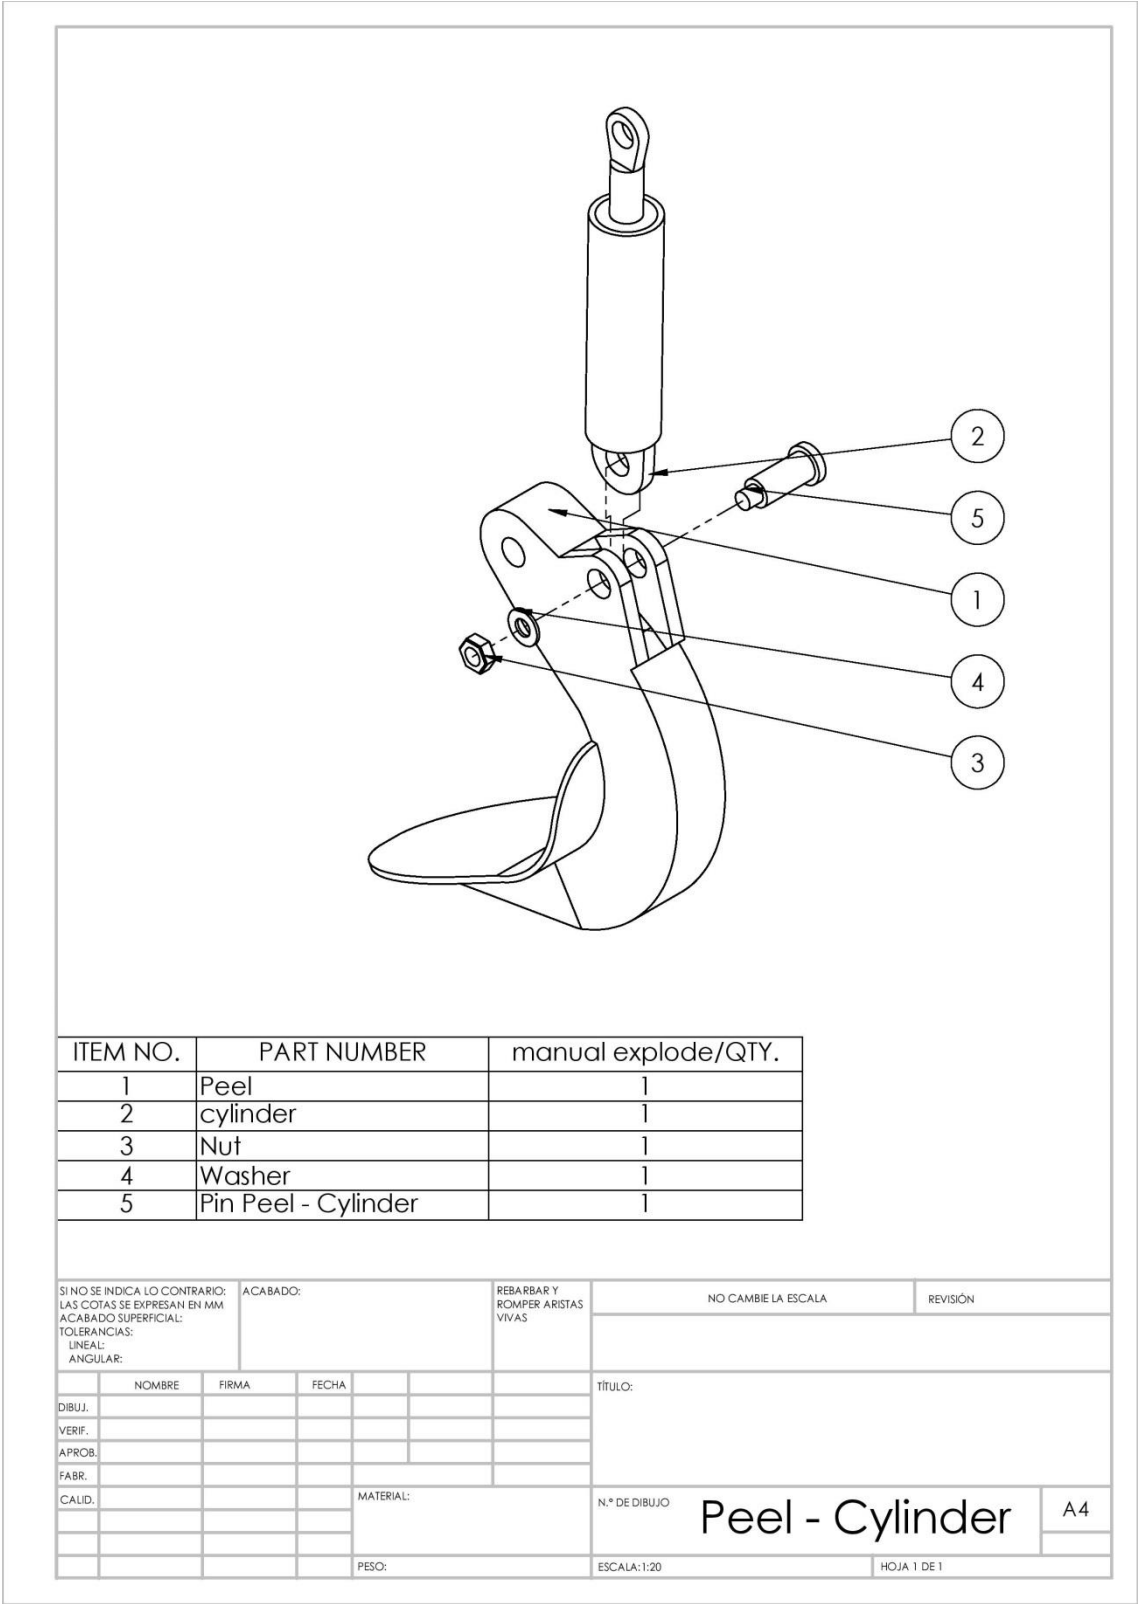 2
5
1
4
3
ITEM NO. PART NUMBER manual explode/QTY.
1 Peel 1
2 cylinder 1
3 Nut 1
4 Washer 1
5 Pin Peel - Cylinder 1
SI NO SE INDICA LO CONTRARIO:
LAS COTAS SE EXPRESAN EN MM
ACABADO SUPERFICIAL:
TOLERANCIAS:
LINEAL:
ANGULAR:
ACABADO:
REBARBAR Y
ROMPER ARISTAS
VIVAS
NO CAMBIE LA ESCALA
REVISIÓN
NOMBRE FIRMA FECHA
DIBUJ.
VERIF.
APROB.
FABR.
CALID.
MATERIAL:
PESO:
TÍTULO:
N.º DE DIBUJO
Peel - Cylinder
A4
ESCALA:1:20
HOJA 1 DE 1